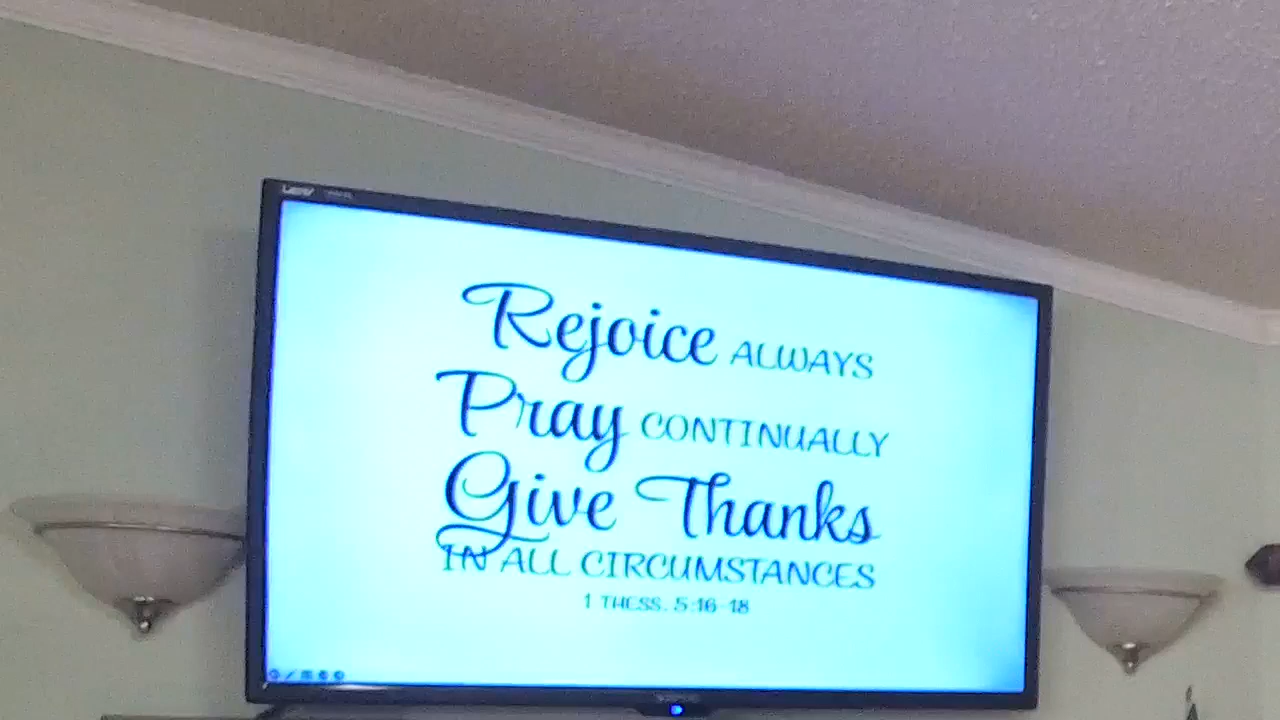 Rejoice ALWAYS
Pray CONTINUALLY
Give Thanks
IN ALL CIRCUMSTANCES
1 THESS. 5:16-18